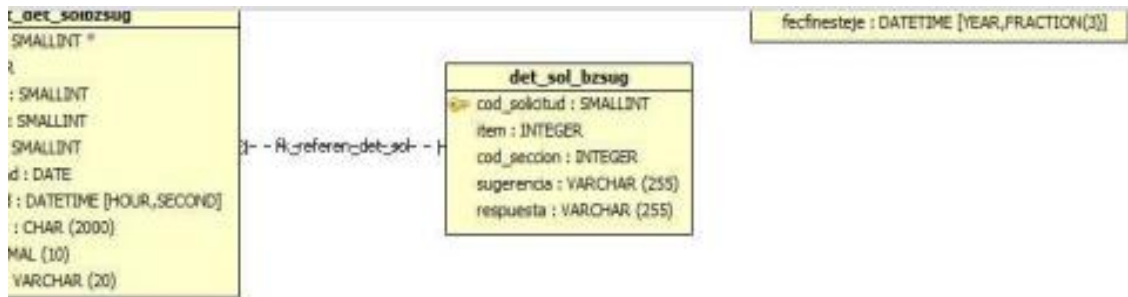 t_det_solbzsug
SMALLINT *
R
: SMALLINT
: SMALLINT
SMALLINT
d : DATE
: DATETIME [HOUR,SECOND]
: CHAR (2000)
MAL (10)
VARCHAR (20)
fk_referen_det_sol
det_sol_bzsug
cod_solicitud : SMALLINT
item : INTEGER
cod_seccion : INTEGER
sugerencia : VARCHAR (255)
respuesta : VARCHAR (255)
fecfinesteje : DATETIME [YEAR,FRACTION(3)]